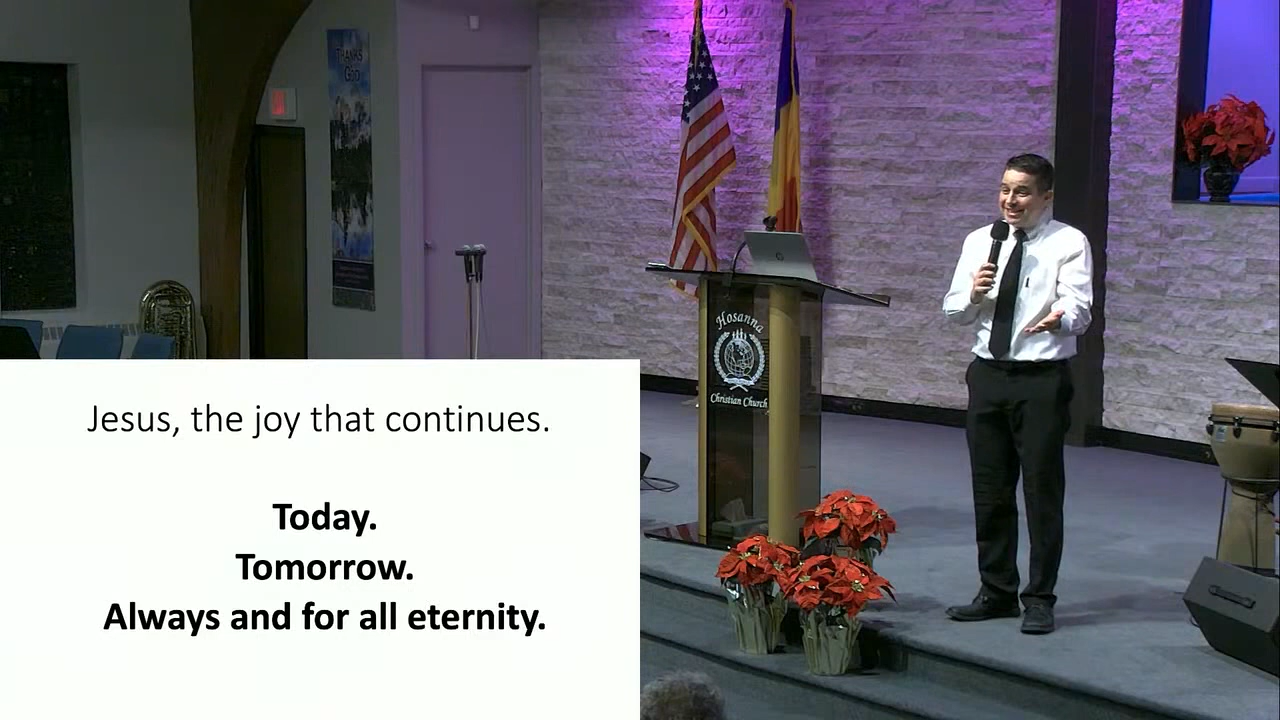 THANKS
GOD
Hosanna
Christian Church
Jesus, the joy that continues.
Today.
Tomorrow.
Always and for all eternity.